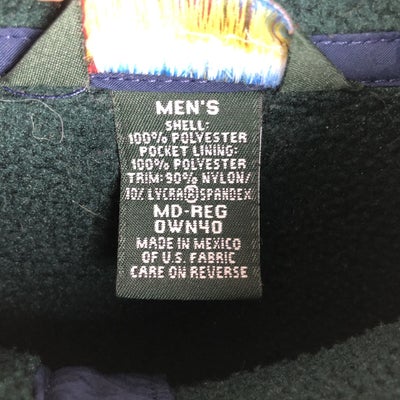 MEN'S
SHELL:
100% POLYESTER
POCKET LINING:
100% POLYESTER
TRIM: 90% NYLON/
10% LYCRA® SPANDEX
MD-REG
OWN40
MADE IN MEXICO
OF U.S. FABRIC
CARE ON REVERSE